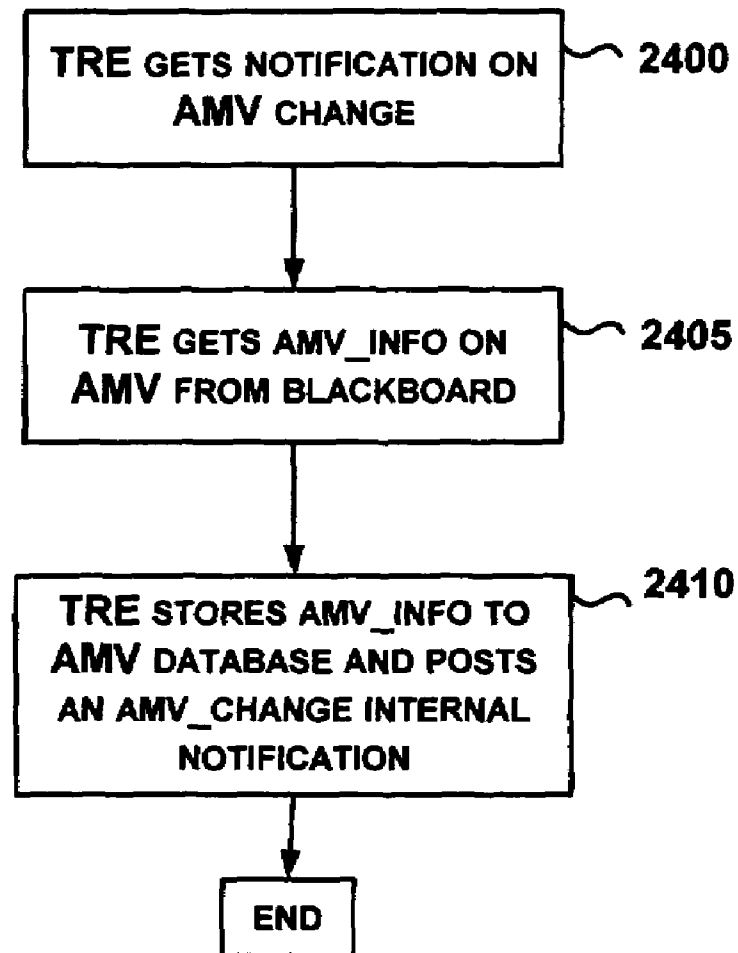 TRE GETS NOTIFICATION ON
AMV CHANGE
2400
TRE GETS AMV_INFO ON
AMV FROM BLACKBOARD
2405
TRE STORES AMV_INFO TO
AMV DATABASE AND POSTS
AN AMV_CHANGE INTERNAL
NOTIFICATION
2410
END